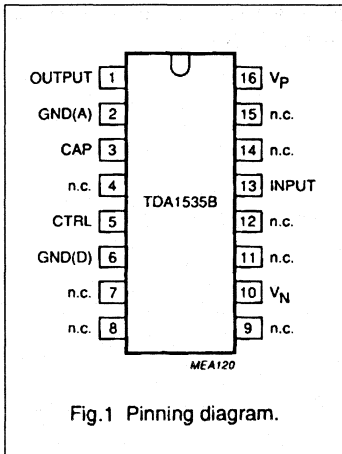 OUTPUT 1 16 VP
GND(A) 2 15 n.c.
CAP 3 14 n.c.
n.c. 4 13 INPUT
TDA1535B
CTRL 5 12 n.c.
GND(D) 6 11 n.c.
n.c. 7 10 VN
n.c. 8 9 n.c.
MEA120
Fig.1 Pinning diagram.